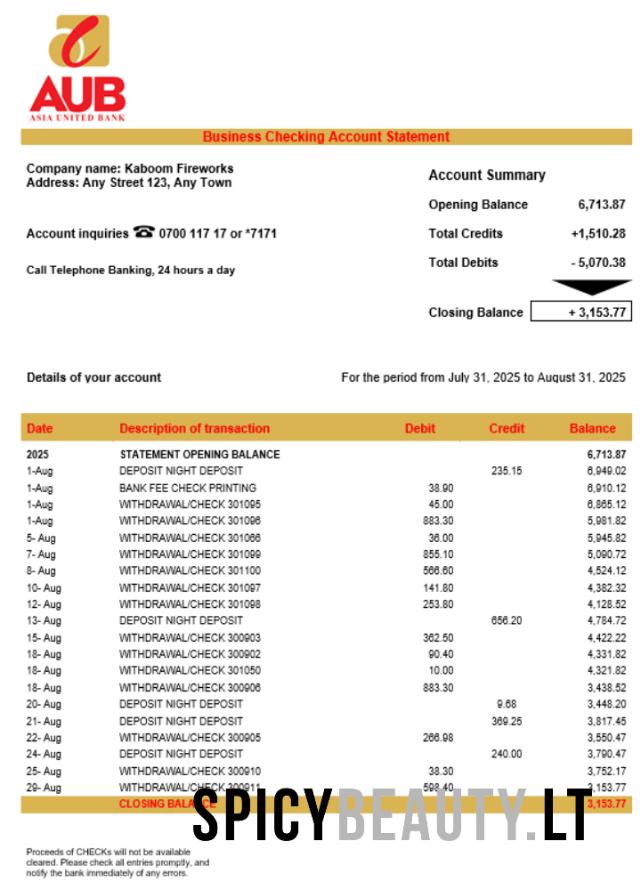 a
AUB
ASIA UNITED BANK
Business Checking Account Statement
Company name: Kaboom Fireworks
Address: Any Street 123, Any Town
Account inquiries ☎ 0700 117 17 or *7171
Call Telephone Banking, 24 hours a day
Account Summary
Opening Balance 6,713.87
Total Credits +1,510.28
Total Debits - 5,070.38
Closing Balance + 3,153.77
Details of your account For the period from July 31, 2025 to August 31, 2025
Date Description of transaction Debit Credit Balance
2025 STATEMENT OPENING BALANCE 6,713.87
1-Aug DEPOSIT NIGHT DEPOSIT 235.15 6,949.02
1-Aug BANK FEE CHECK PRINTING 38.90 6,910.12
1-Aug WITHDRAWAL/CHECK 301095 45.00 6,865.12
1-Aug WITHDRAWAL/CHECK 301096 883.30 5,981.82
5- Aug WITHDRAWAL/CHECK 301066 36.00 5,945.82
7- Aug WITHDRAWAL/CHECK 301099 855.10 5,090.72
8- Aug WITHDRAWAL/CHECK 301100 566.60 4,524.12
10- Aug WITHDRAWAL/CHECK 301097 141.80 4,382.32
12- Aug WITHDRAWAL/CHECK 301098 253.80 4,128.52
13- Aug DEPOSIT NIGHT DEPOSIT 656.20 4,784.72
15- Aug WITHDRAWAL/CHECK 300903 362.50 4,422.22
18- Aug WITHDRAWAL/CHECK 300902 90.40 4,331.82
18- Aug WITHDRAWAL/CHECK 301050 10.00 4,321.82
18- Aug WITHDRAWAL/CHECK 300906 883.30 3,438.52
20- Aug DEPOSIT NIGHT DEPOSIT 9.68 3,448.20
21- Aug DEPOSIT NIGHT DEPOSIT 369.25 3,817.45
22- Aug WITHDRAWAL/CHECK 300905 266.98 3,550.47
24- Aug DEPOSIT NIGHT DEPOSIT 240.00 3,790.47
25- Aug WITHDRAWAL/CHECK 300910 38.30 3,752.17
29- Aug WITHDRAWAL/CHECK 300911 598.40 3,153.77
CLOSING BALANCE 3,153.77
SPICYBEAUTY.LT
Proceeds of CHECKs will not be available
cleared. Please check all entries promptly, and
notify the bank immediately of any errors.